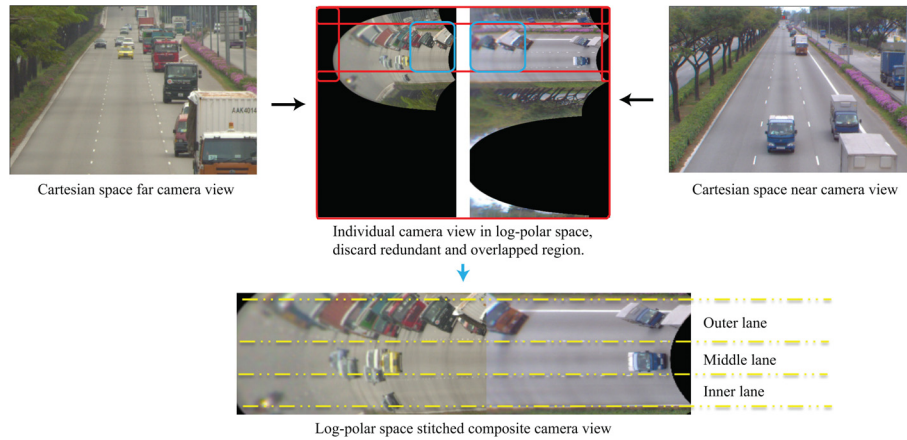 AAK4014
Cartesian space far camera view
Cartesian space near camera view
Individual camera view in log-polar space,
discard redundant and overlapped region.
Outer lane
Middle lane
Inner lane
Log-polar space stitched composite camera view